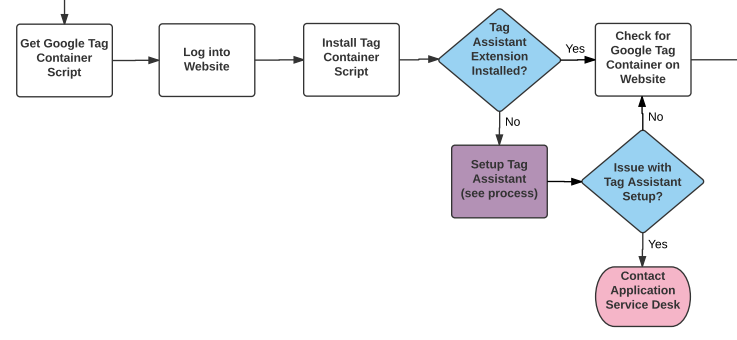 Get Google Tag
Container
Script
Log into
Website
Install Tag
Container
Script
Tag
Assistant
Extension
Installed?
Yes
Check for
Google Tag
Container on
Website
No
Setup Tag
Assistant
(see process)
Issue with
Tag Assistant
Setup?
No
Yes
Contact
Application
Service Desk